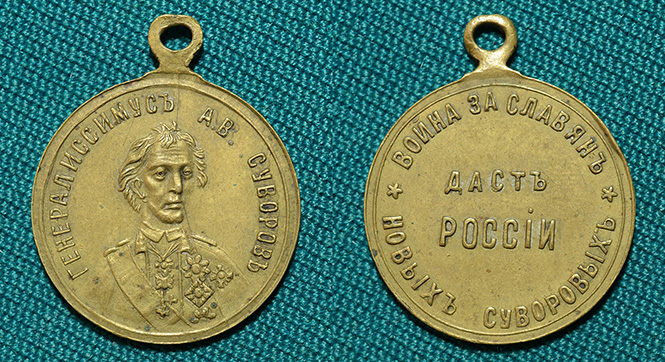 ГЕНЕРАЛИССИМУСЪ А.В. СУВОРОВЪ
ВОЙНА ЗА СЛАВЯНЪ
ДАСТЪ
РОССІИ
НОВЫХЪ СУВОРОВЫХЪ